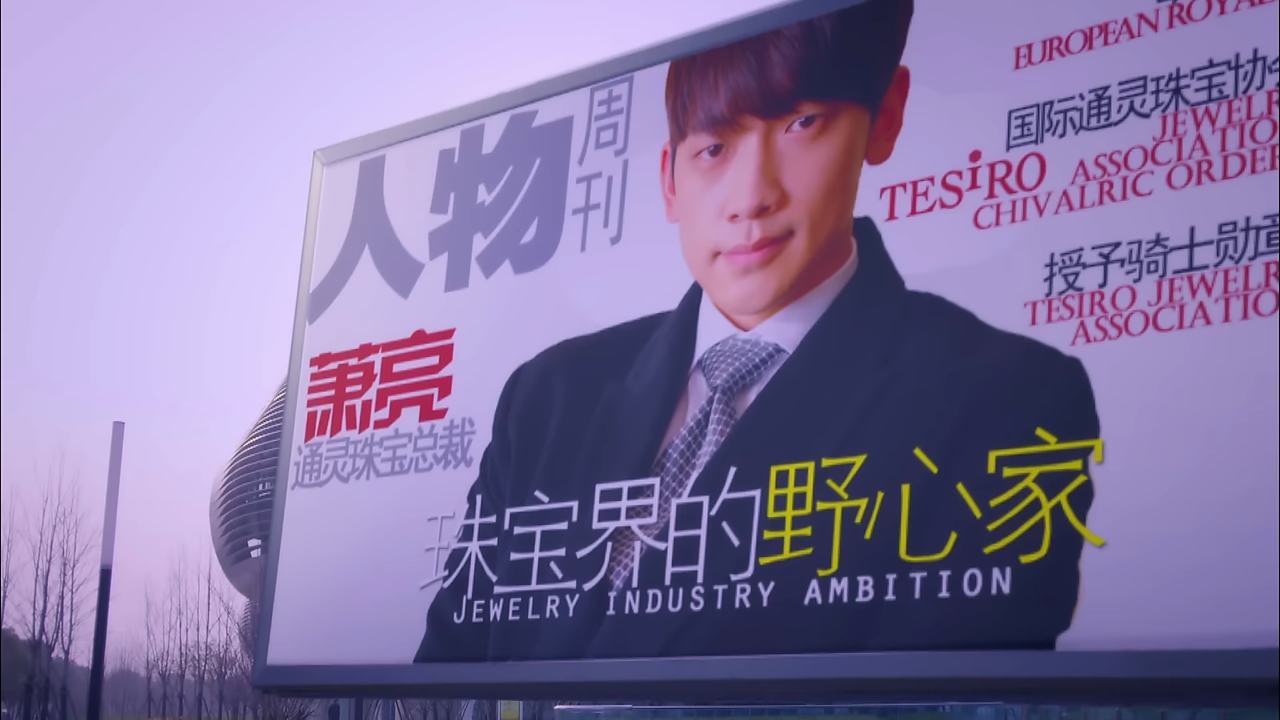 人物
周刊
萧亮
通灵珠宝总裁
珠宝界的野心家
JEWELRY INDUSTRY AMBITION
EUROPEAN
国际通灵珠宝协
JEWELR
TESiRO ASSOCIATIO
CHIVALRIC ORDER
授予骑士勋章
TESIRO JEWELR
ASSOCIATIO